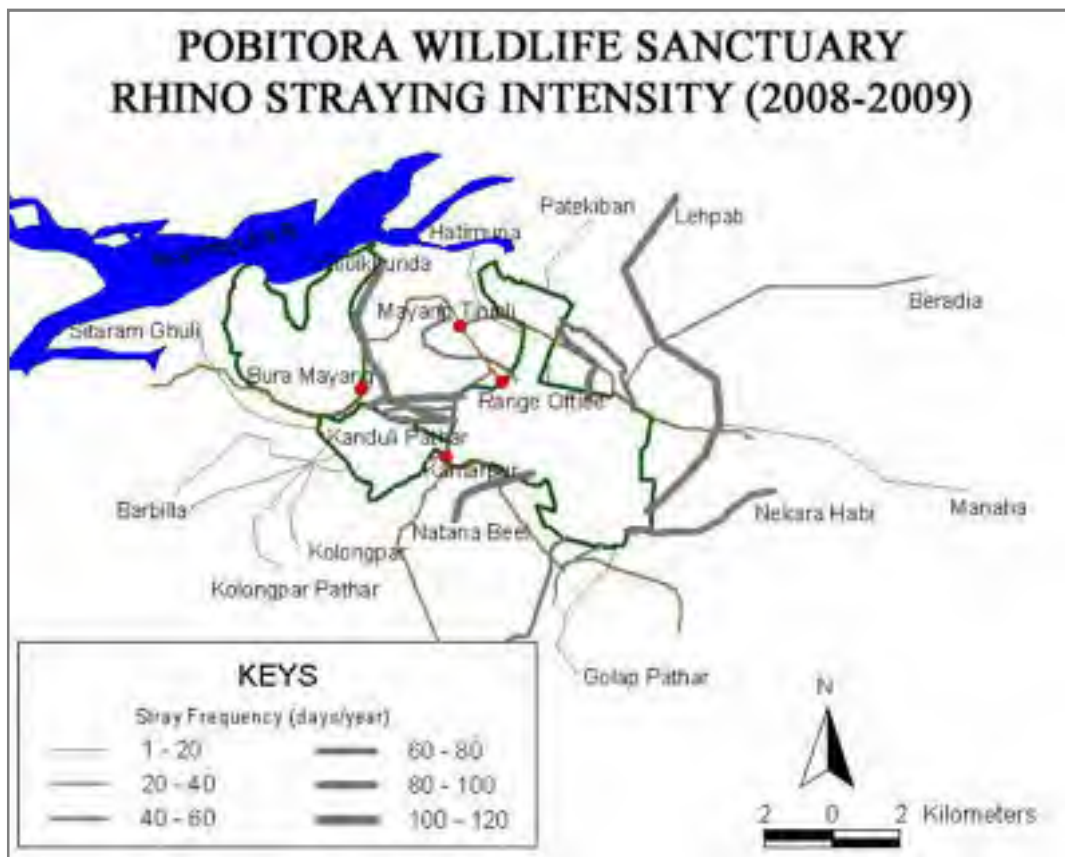 POBITORA WILDLIFE SANCTUARY
RHINO STRAYING INTENSITY (2008-2009)
Patekiban
Lehpab
Hatimuna
Beradia
Mayang
Sitaram Ghuli
Bura Mayang
Range Office
Kanduli Pathar
Kamarpur
Barbilla
Natana Beel
Nekara Habi
Manaha
Kolongpar
Kolongpar Pathar
Golap Pathar
KEYS
Stray Frequency (days/year)
1 - 20
20 - 40
40 - 60
60 - 80
80 - 100
100 - 120
N
2 0 2 Kilometers